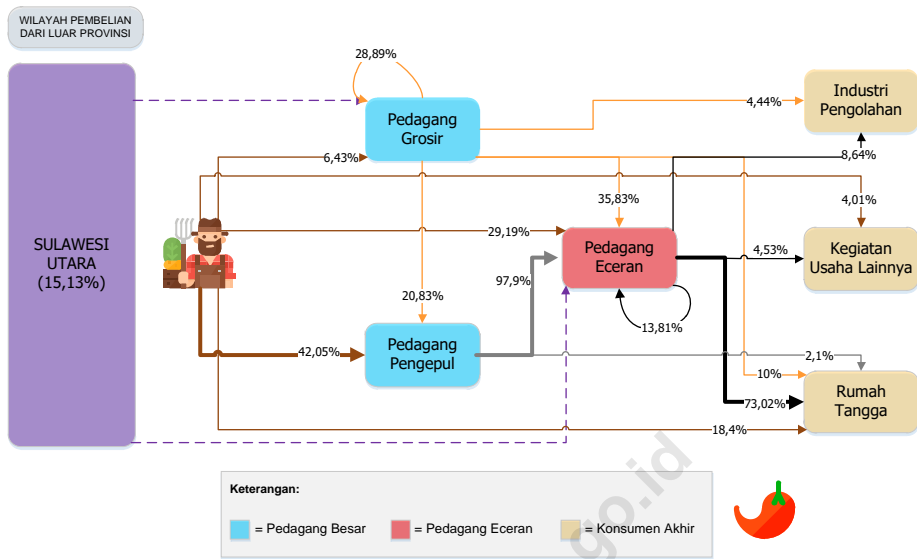 WILAYAH PEMBELIAN
DARI LUAR PROVINSI
28,89%
Industri
Pengolahan
4,44%
Pedagang
Grosir
6,43%
8,64%
35,83%
4,01%
SULAWESI
UTARA
(15,13%)
29,19%
Pedagang
Eceran
4,53%
Kegiatan
Usaha Lainnya
97,9%
20,83%
13,81%
42,05%
Pedagang
Pengepul
2,1%
10%
Rumah
Tangga
73,02%
18,4%
Keterangan:
= Pedagang Besar
= Pedagang Eceran
= Konsumen Akhir
go.id